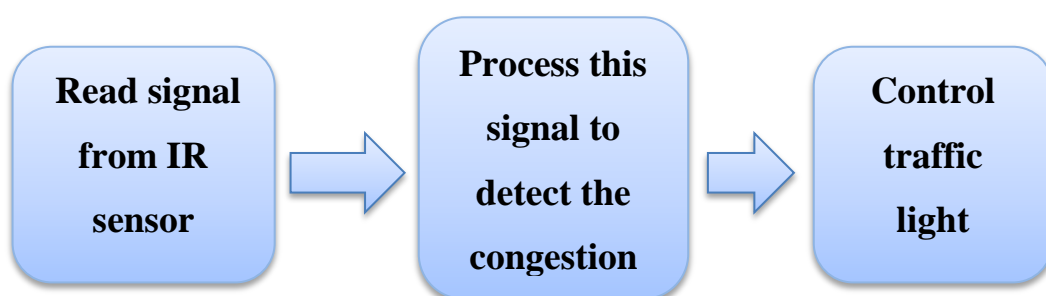 Read signal
from IR
sensor
Process this
signal to
detect the
congestion
Control
traffic
light